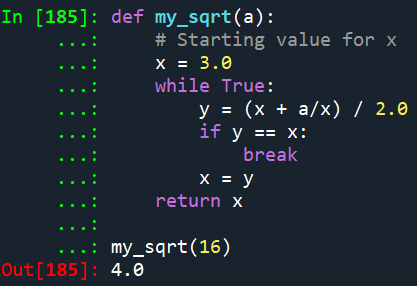 In [185]: def my_sqrt(a):
     ...:     # Starting value for x
     ...:     x = 3.0
     ...:     while True:
     ...:         y = (x + a/x) / 2.0
     ...:         if y == x:
     ...:             break
     ...:         x = y
     ...:     return x
     ...:
     ...: my_sqrt(16)
Out[185]: 4.0